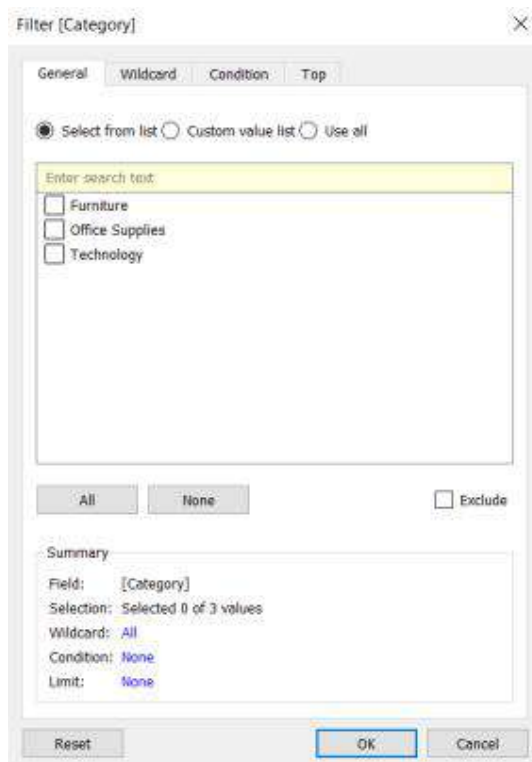 Filter [Category]
General Wildcard Condition Top
Select from list Custom value list Use all
Enter search text
Furniture
Office Supplies
Technology
All None Exclude
Summary
Field: [Category]
Selection: Selected 0 of 3 values
Wildcard: All
Condition: None
Limit: None
Reset OK Cancel